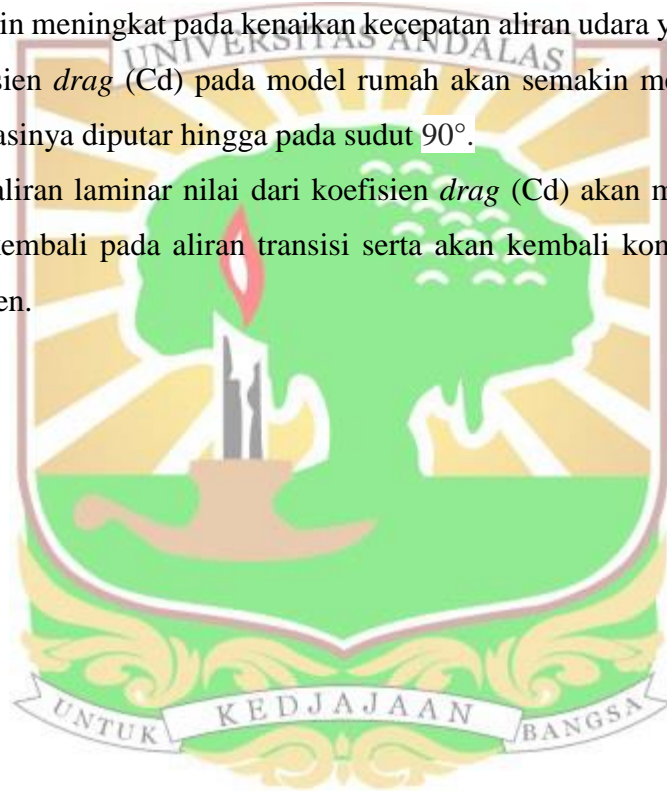 in meningkat pada kenaikan kecepatan aliran udara y
UNIVERSITAS ANDALAS
sien drag (Cd) pada model rumah akan semakin me
asinya diputar hingga pada sudut 90°.
aliran laminar nilai dari koefisien drag (Cd) akan m
kembali pada aliran transisi serta akan kembali kon
en.
UNTUK KEDJAJAAN BANGSA